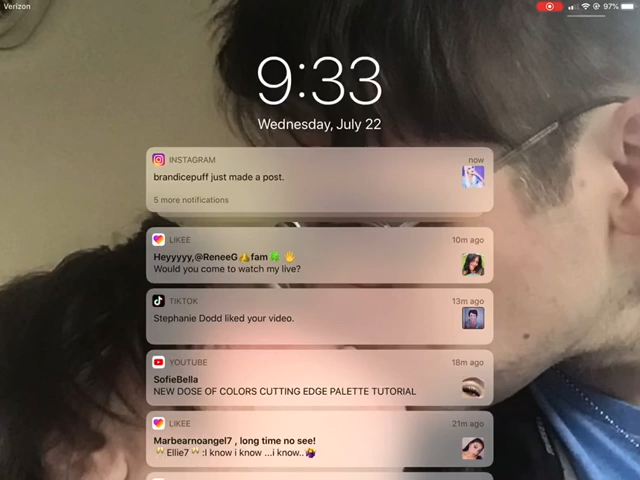 Verizon
97%
9:33
Wednesday, July 22
INSTAGRAM
now
brandicepuff just made a post.
5 more notifications
LIKEE
10m ago
Heyyyyy,@ReneeG👍fam🍀 🖐
Would you come to watch my live?
TIKTOK
13m ago
Stephanie Dodd liked your video.
YOUTUBE
18m ago
SofieBella
NEW DOSE OF COLORS CUTTING EDGE PALETTE TUTORIAL
LIKEE
21m ago
Marbearnoangel7 , long time no see!
Ellie7 :I know i know ...i know..🤷‍♀️